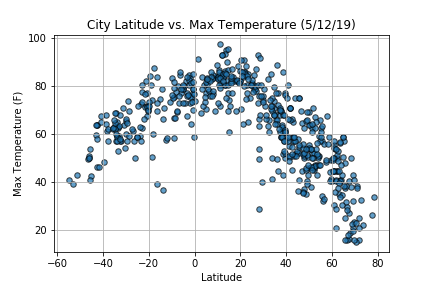 City Latitude vs. Max Temperature (5/12/19)
100
80
60
40
20
Max Temperature (F)
−60 −40 −20 0 20 40 60 80
Latitude